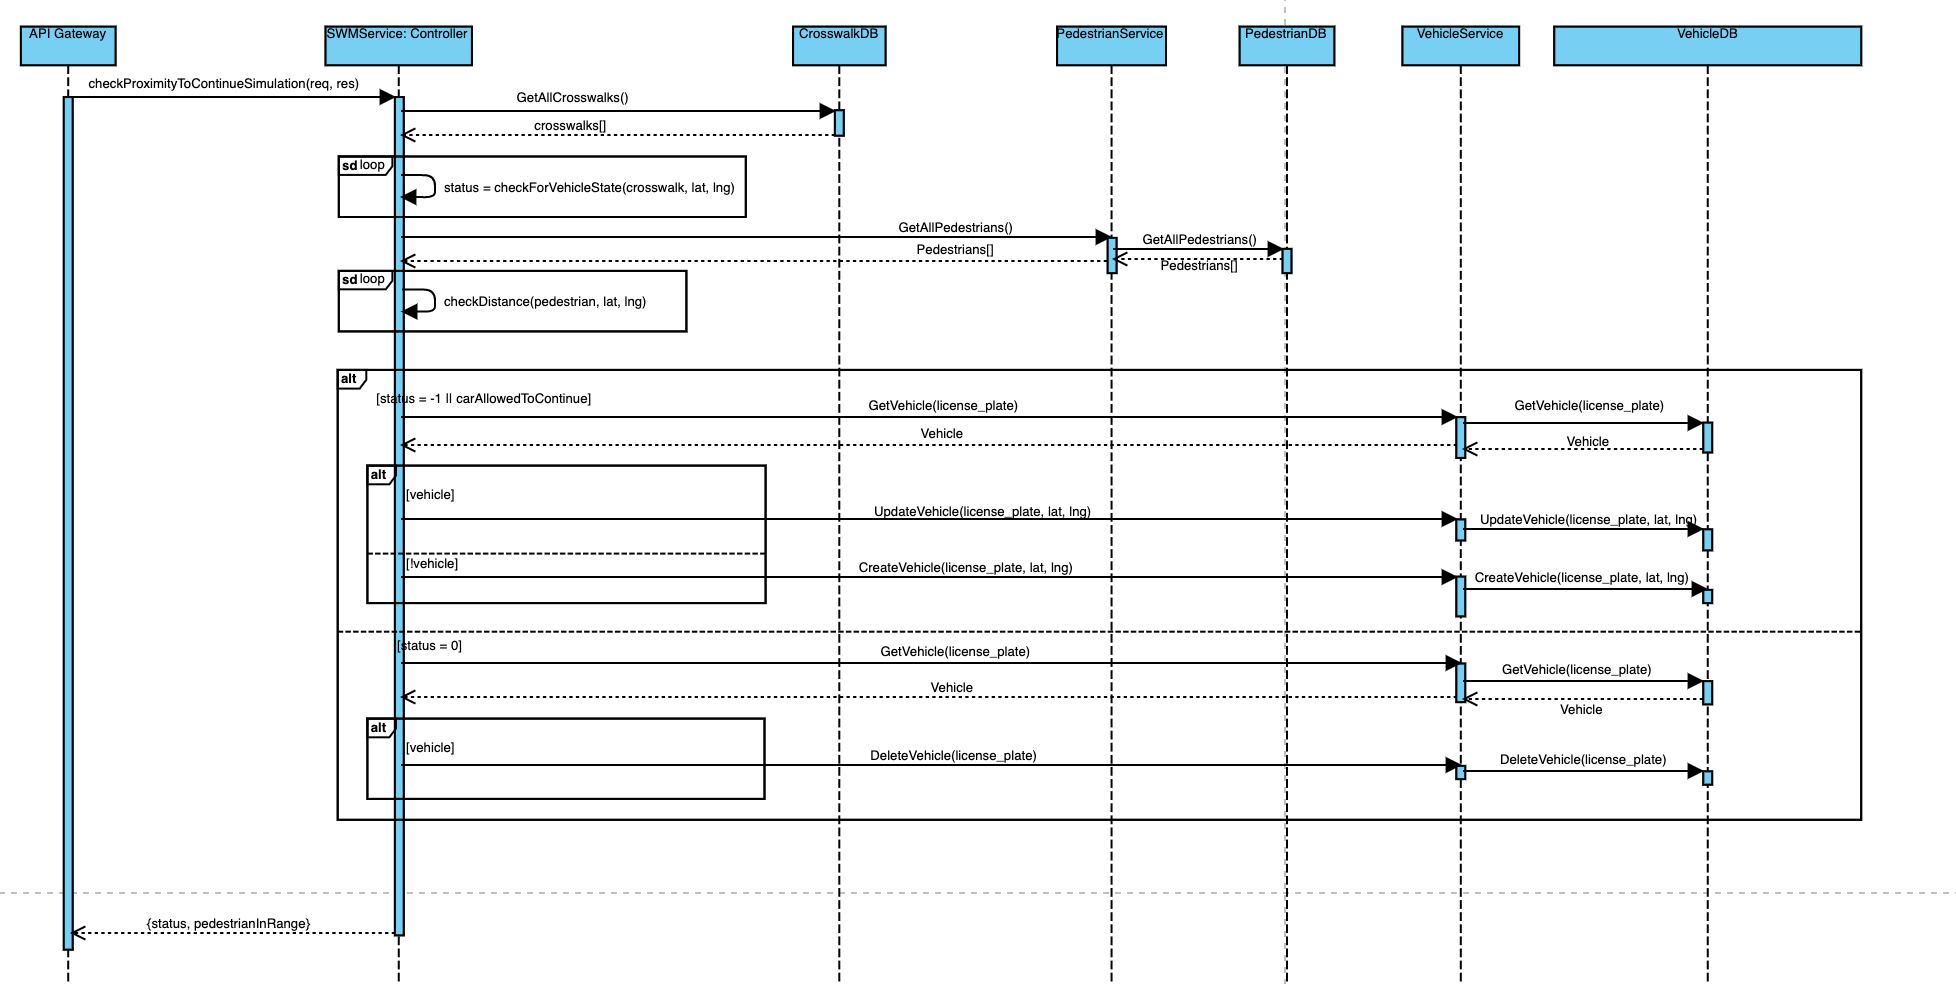 API Gateway
SWMService: Controller
CrosswalkDB
PedestrianService
PedestrianDB
VehicleService
VehicleDB
checkProximityToContinueSimulation(req, res)
GetAllCrosswalks()
crosswalks[]
sd loop
status = checkForVehicleState(crosswalk, lat, lng)
GetAllPedestrians()
GetAllPedestrians()
Pedestrians[]
Pedestrians[]
sd loop
checkDistance(pedestrian, lat, lng)
alt
[status = -1 || carAllowedToContinue]
GetVehicle(license_plate)
GetVehicle(license_plate)
Vehicle
Vehicle
alt
[vehicle]
UpdateVehicle(license_plate, lat, lng)
UpdateVehicle(license_plate, lat, lng)
[!vehicle]
CreateVehicle(license_plate, lat, lng)
CreateVehicle(license_plate, lat, lng)
[status = 0]
GetVehicle(license_plate)
GetVehicle(license_plate)
Vehicle
Vehicle
alt
[vehicle]
DeleteVehicle(license_plate)
DeleteVehicle(license_plate)
{status, pedestrianInRange}